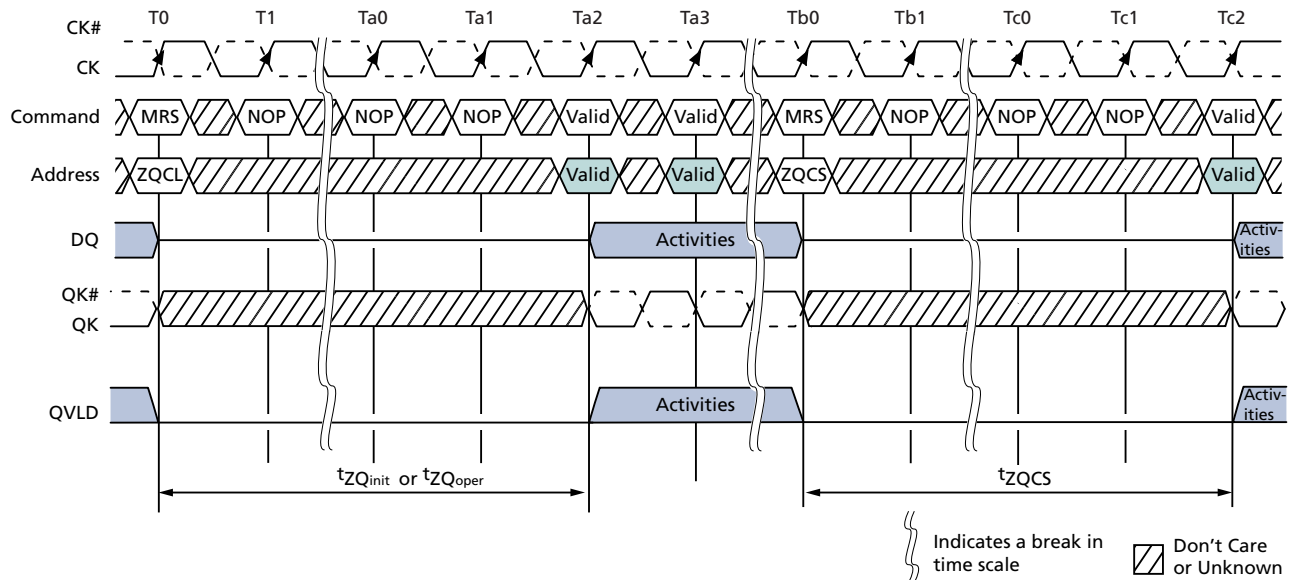 T0 T1 Ta0 Ta1 Ta2 Ta3 Tb0 Tb1 Tc0 Tc1 Tc2
CK#
CK
Command MRS NOP NOP NOP Valid Valid MRS NOP NOP NOP Valid
Address ZQCL Valid Valid ZQCS Valid
DQ Activities Activ-
ities
QK#
QK
QVLD Activities Activ-
ities
tZQinit or tZQoper tZQCS
Indicates a break in
time scale
Don't Care
or Unknown